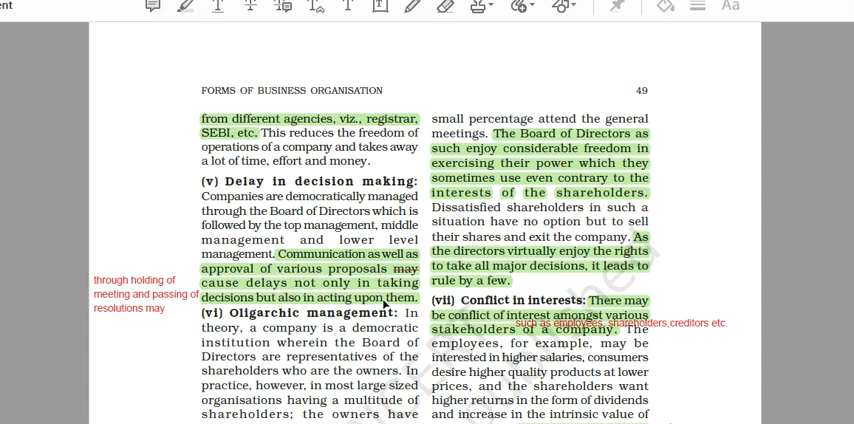 ent
Aa
FORMS OF BUSINESS ORGANISATION
49
from different agencies, viz., registrar,
SEBI, etc. This reduces the freedom of
operations of a company and takes away
a lot of time, effort and money.
(v) Delay in decision making:
Companies are democratically managed
through the Board of Directors which is
followed by the top management, middle
management and lower level
management. Communication as well as
approval of various proposals may
cause delays not only in taking
decisions but also in acting upon them.
through holding of
meeting and passing of
resolutions may
(vi) Oligarchic management: In
theory, a company is a democratic
institution wherein the Board of
Directors are representatives of the
shareholders who are the owners. In
practice, however, in most large sized
organisations having a multitude of
shareholders; the owners have
small percentage attend the general
meetings. The Board of Directors as
such enjoy considerable freedom in
exercising their power which they
sometimes use even contrary to the
interests of the shareholders.
Dissatisfied shareholders in such a
situation have no option but to sell
their shares and exit the company. As
the directors virtually enjoy the rights
to take all major decisions, it leads to
rule by a few.
(vii) Conflict in interests: There may
be conflict of interest amongst various
such as employees, shareholders,creditors etc.
stakeholders of a company. The
employees, for example, may be
interested in higher salaries, consumers
desire higher quality products at lower
prices, and the shareholders want
higher returns in the form of dividends
and increase in the intrinsic value of